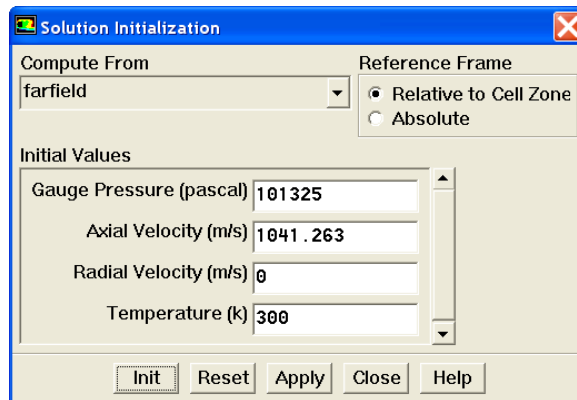 Solution Initialization
Compute From
farfield
Reference Frame
Relative to Cell Zone
Absolute
Initial Values
Gauge Pressure (pascal) 101325
Axial Velocity (m/s) 1041.263
Radial Velocity (m/s) 0
Temperature (k) 300
Init Reset Apply Close Help